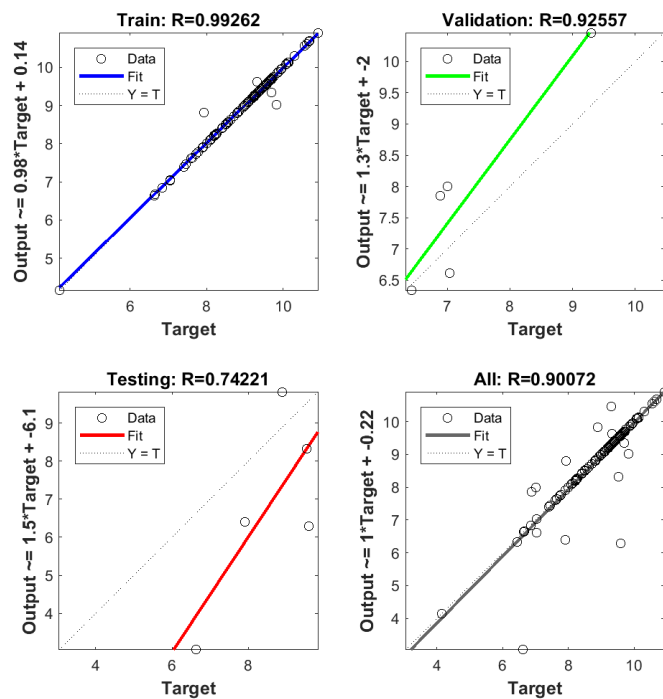 Train: R=0.99262
Output ~= 0.98*Target + 0.14
Data
Fit
Y = T
10
9
8
7
6
5
6
8
10
Target
Validation: R=0.92557
Output ~= 1.3*Target + -2
Data
Fit
Y = T
10
9.5
9
8.5
8
7.5
7
6.5
7
8
9
10
Target
Testing: R=0.74221
Output ~= 1.5*Target + -6.1
Data
Fit
Y = T
9
8
7
6
5
4
4
6
8
Target
All: R=0.90072
Output ~= 1*Target + -0.22
Data
Fit
Y = T
10
9
8
7
6
5
4
4
6
8
10
Target